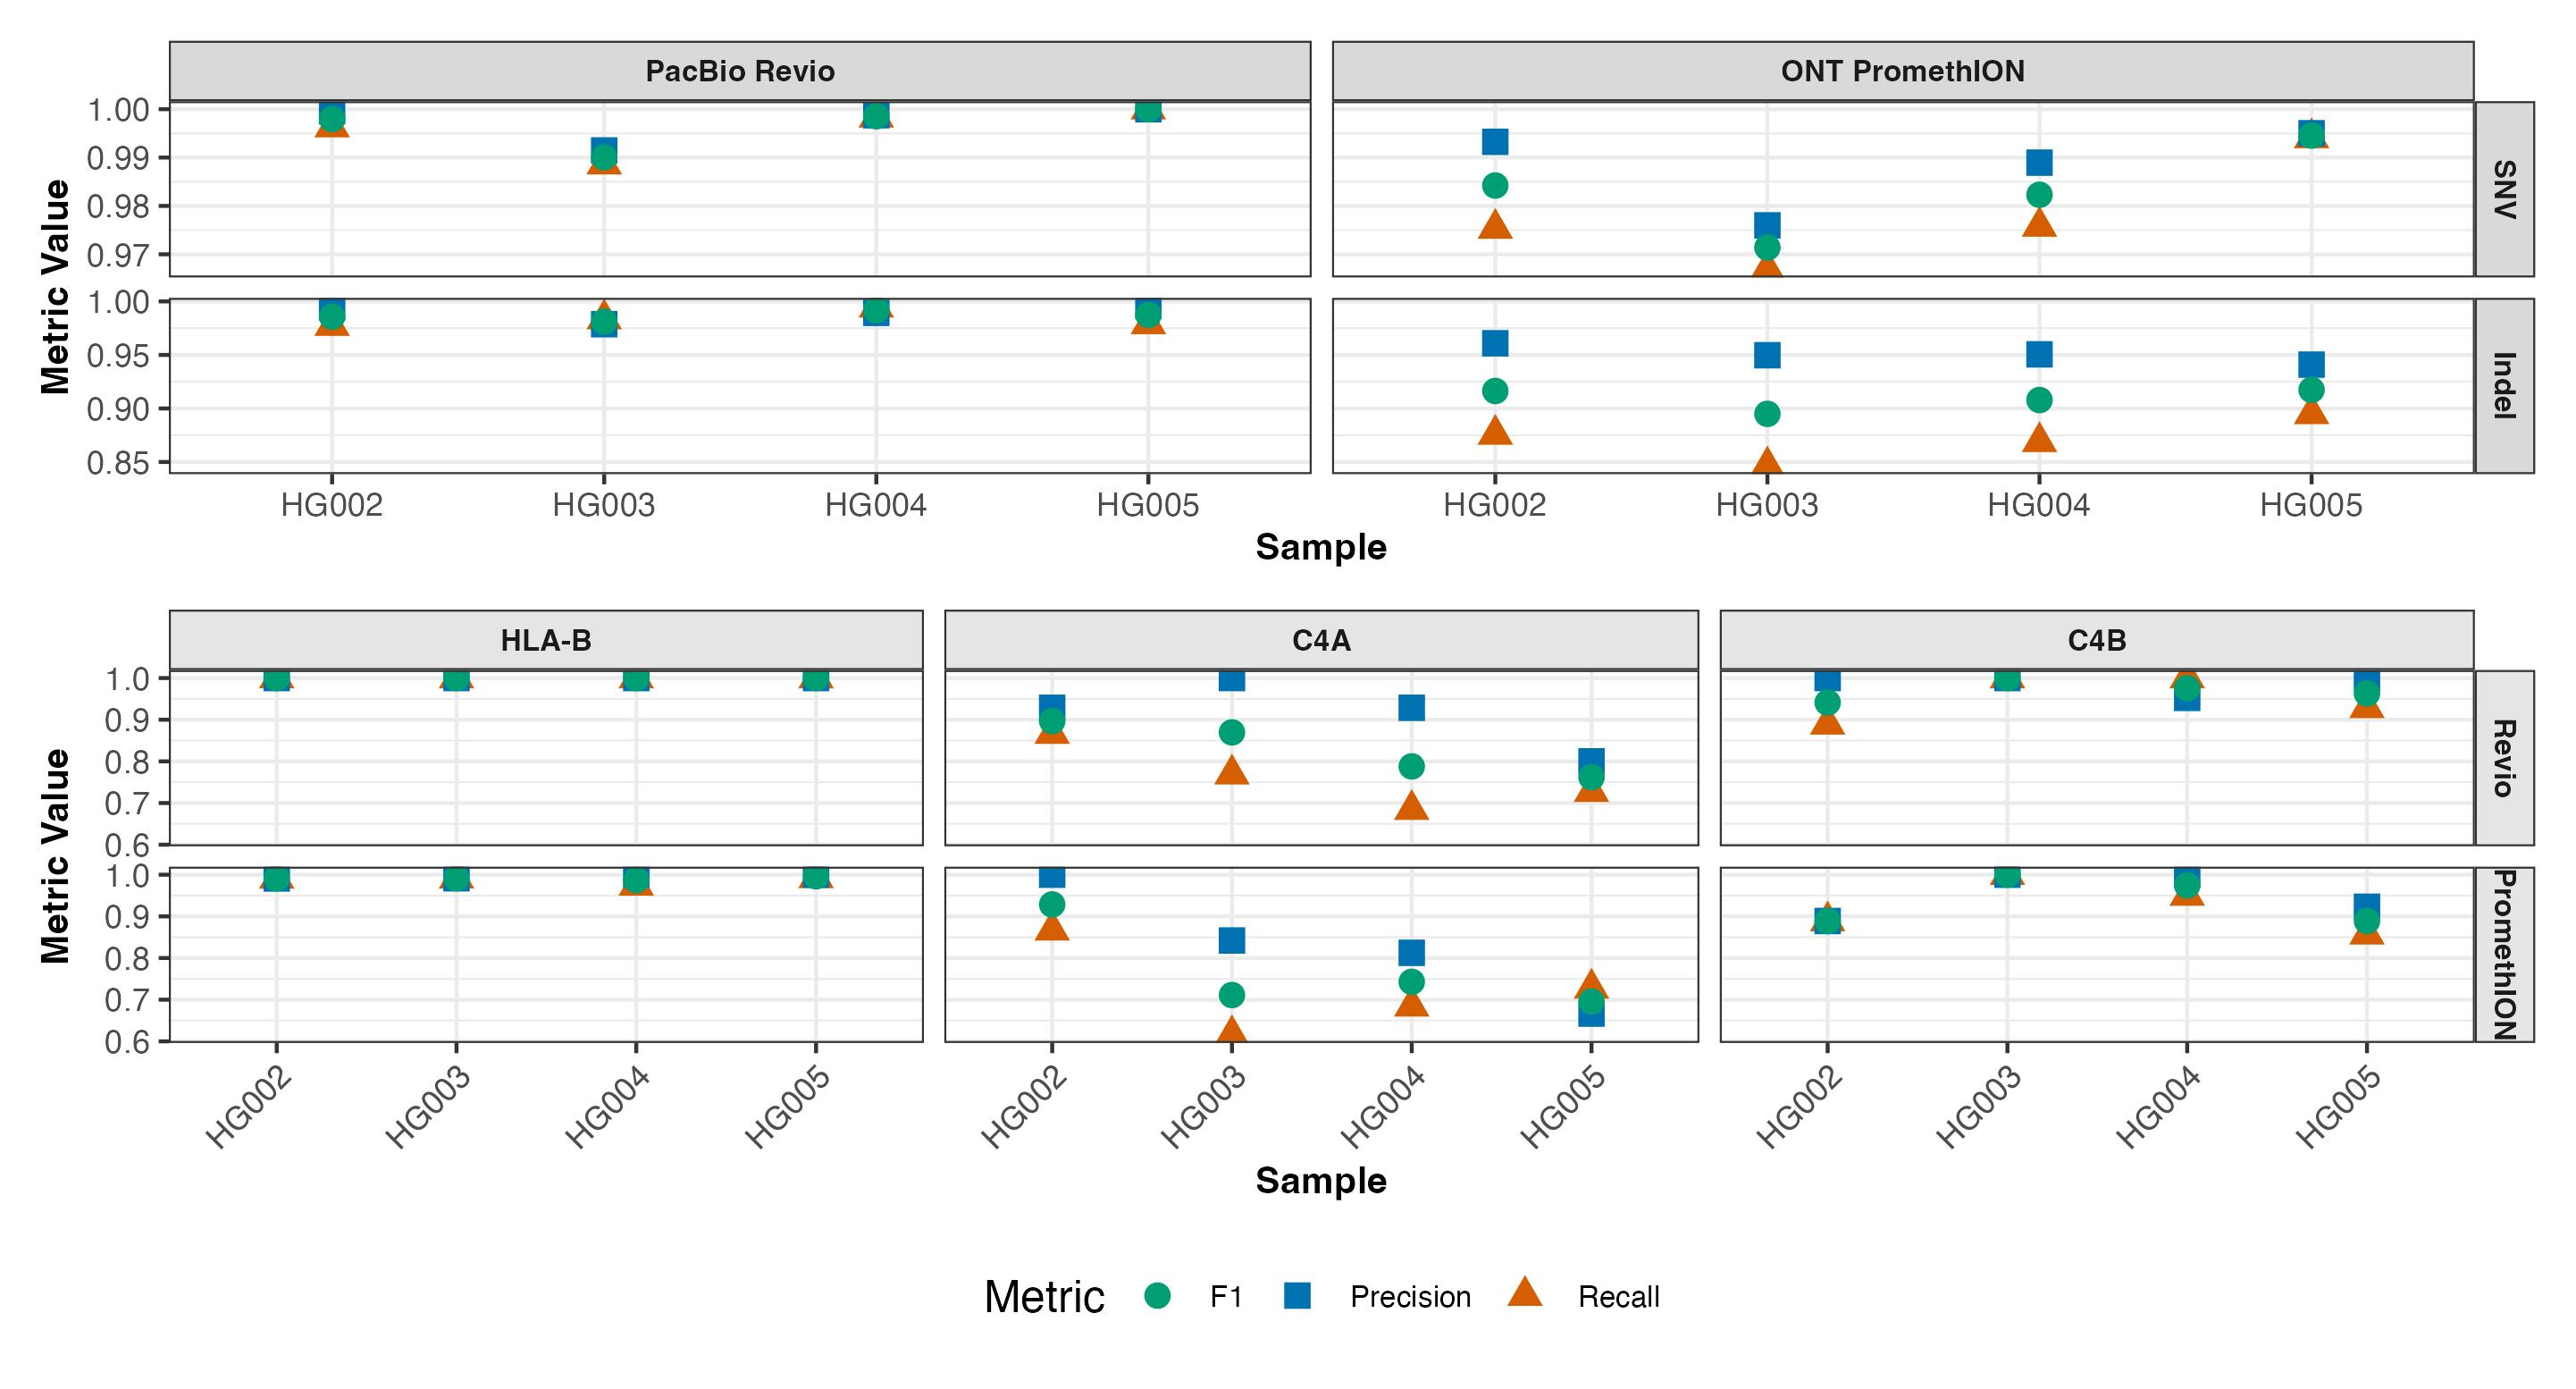 PacBio Revio ONT PromethION
Metric Value
1.00
0.99
0.98
0.97
SNV
1.00
0.95
0.90
0.85
Indel
HG002 HG003 HG004 HG005 HG002 HG003 HG004 HG005
Sample
HLA-B C4A C4B
Metric Value
1.0
0.9
0.8
0.7
0.6
Revio
1.0
0.9
0.8
0.7
0.6
PromethION
HG002 HG003 HG004 HG005 HG002 HG003 HG004 HG005 HG002 HG003 HG004 HG005
Sample
Metric F1 Precision Recall